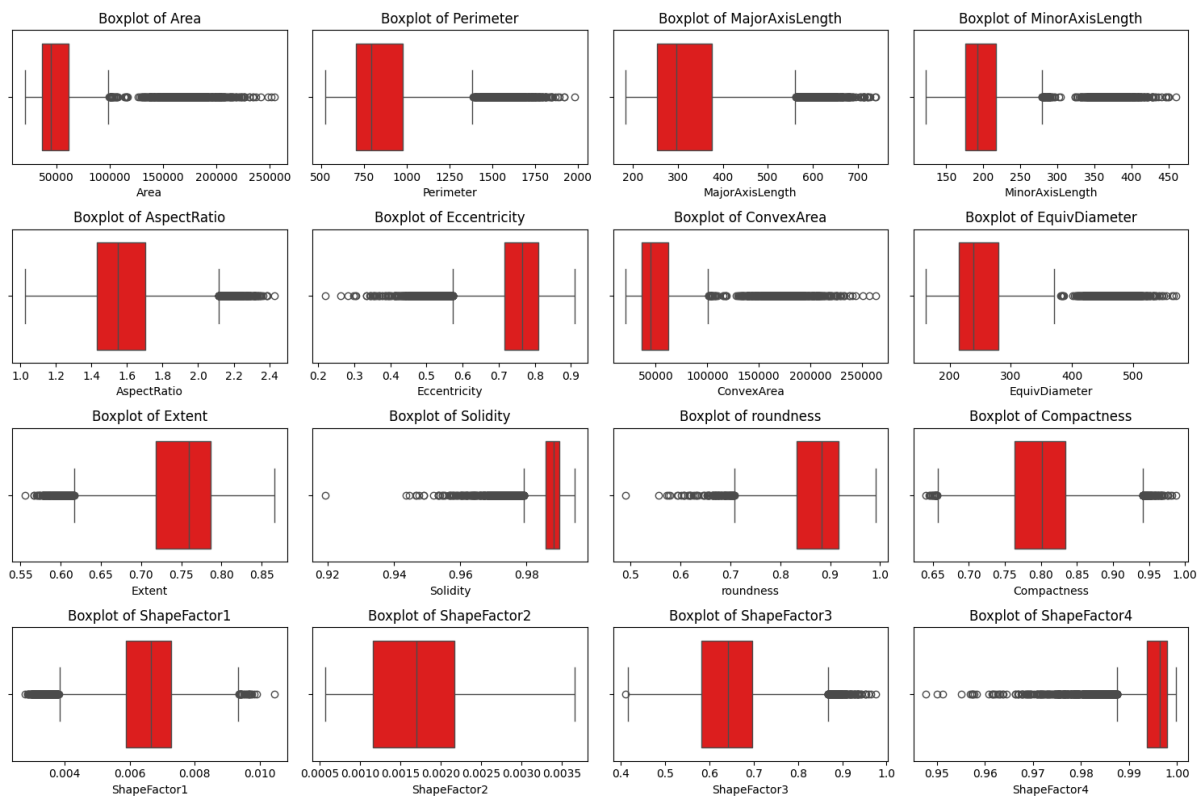 Boxplot of Area
50000 100000 150000 200000 250000
Area
Boxplot of Perimeter
500 750 1000 1250 1500 1750 2000
Perimeter
Boxplot of MajorAxisLength
200 300 400 500 600 700
MajorAxisLength
Boxplot of MinorAxisLength
150 200 250 300 350 400 450
MinorAxisLength
Boxplot of AspectRatio
1.0 1.2 1.4 1.6 1.8 2.0 2.2 2.4
AspectRatio
Boxplot of Eccentricity
0.2 0.3 0.4 0.5 0.6 0.7 0.8 0.9
Eccentricity
Boxplot of ConvexArea
50000 100000 150000 200000 250000
ConvexArea
Boxplot of EquivDiameter
200 300 400 500
EquivDiameter
Boxplot of Extent
0.55 0.60 0.65 0.70 0.75 0.80 0.85
Extent
Boxplot of Solidity
0.92 0.94 0.96 0.98
Solidity
Boxplot of roundness
0.5 0.6 0.7 0.8 0.9 1.0
roundness
Boxplot of Compactness
0.65 0.70 0.75 0.80 0.85 0.90 0.95 1.00
Compactness
Boxplot of ShapeFactor1
0.004 0.006 0.008 0.010
ShapeFactor1
Boxplot of ShapeFactor2
0.0005 0.0010 0.0015 0.0020 0.0025 0.0030 0.0035
ShapeFactor2
Boxplot of ShapeFactor3
0.4 0.5 0.6 0.7 0.8 0.9 1.0
ShapeFactor3
Boxplot of ShapeFactor4
0.95 0.96 0.97 0.98 0.99 1.00
ShapeFactor4